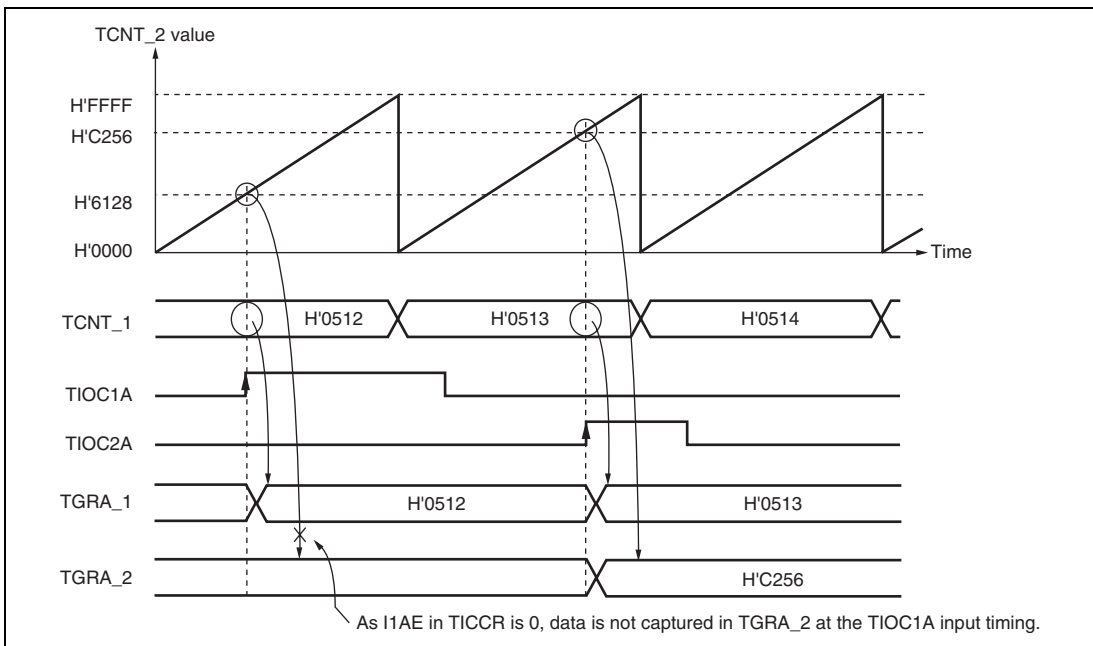 TCNT_2 value
H'FFFF
H'C256
H'6128
H'0000
Time
TCNT_1
H'0512
H'0513
H'0514
TIOC1A
TIOC2A
TGRA_1
H'0512
H'0513
TGRA_2
H'C256
As I1AE in TICCR is 0, data is not captured in TGRA_2 at the TIOC1A input timing.